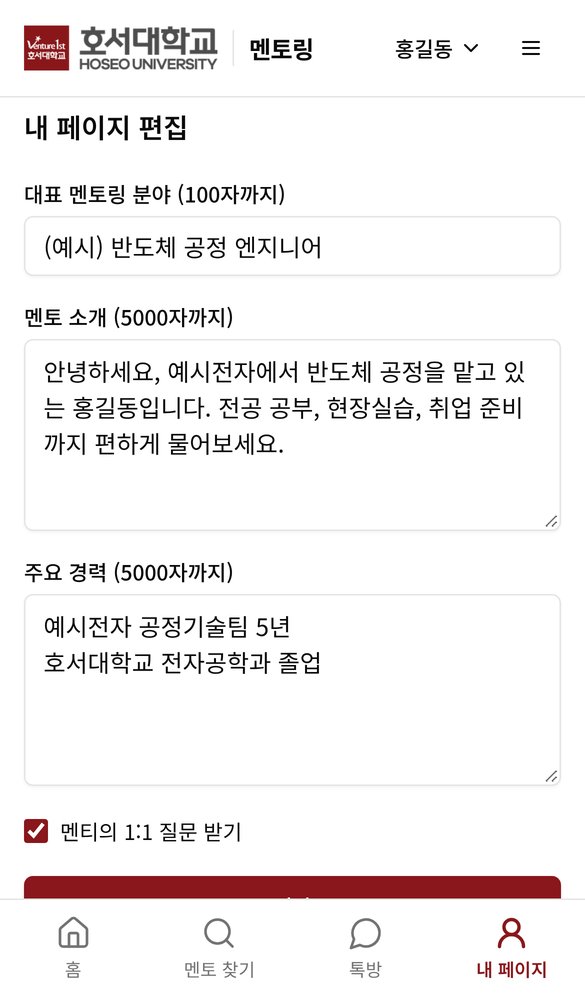 Venture 1st
호서대학교
호서대학교
HOSEO UNIVERSITY
멘토링
홍길동
내 페이지 편집
대표 멘토링 분야 (100자까지)
(예시) 반도체 공정 엔지니어
멘토 소개 (5000자까지)
안녕하세요, 예시전자에서 반도체 공정을 맡고 있
는 홍길동입니다. 전공 공부, 현장실습, 취업 준비
까지 편하게 물어보세요.
주요 경력 (5000자까지)
예시전자 공정기술팀 5년
호서대학교 전자공학과 졸업
멘티의 1:1 질문 받기
홈
멘토 찾기
톡방
내 페이지